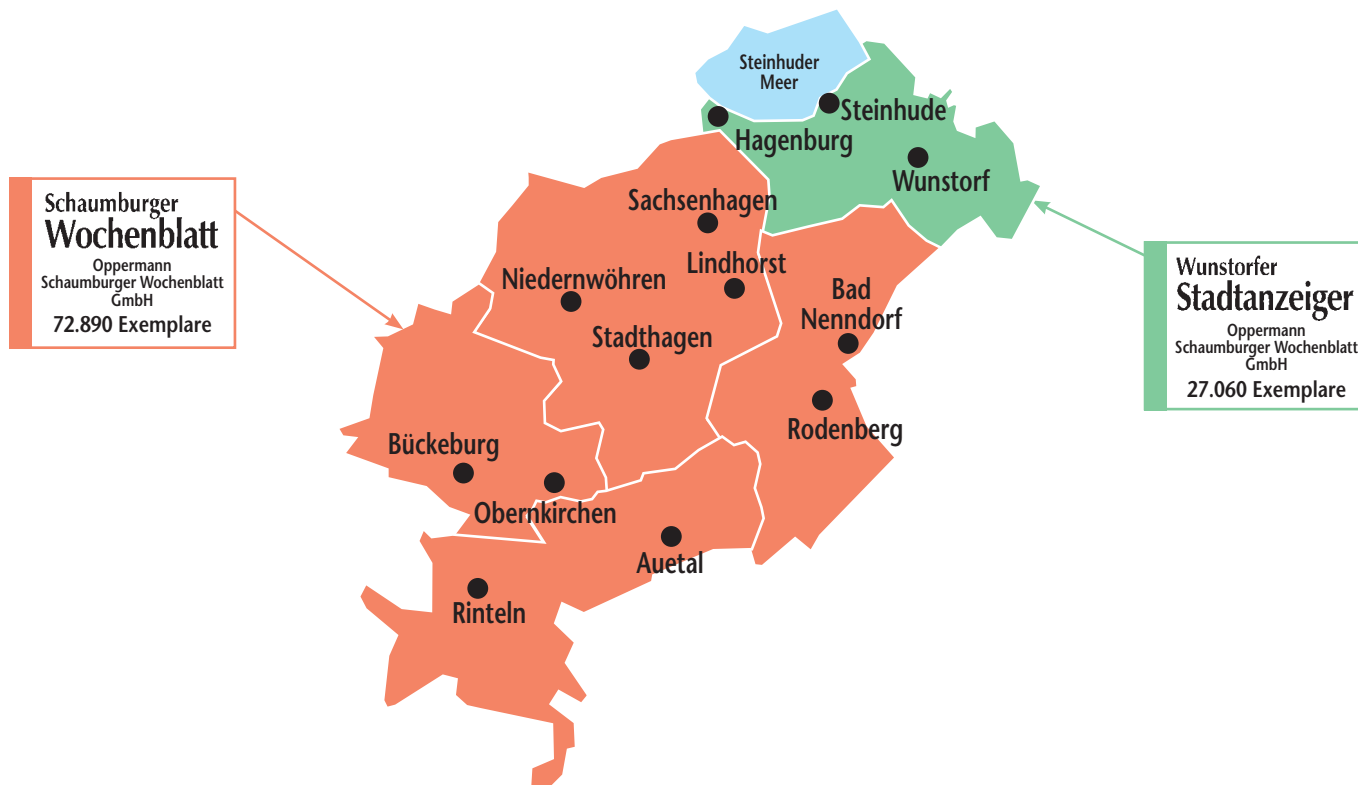 Steinhuder
Meer
Steinhude
Hagenburg
Wunstorf
Schaumburger
Wochenblatt
Oppermann
Schaumburger Wochenblatt
GmbH
72.890 Exemplare
Sachsenhagen
Lindhorst
Niedernwöhren
Stadthagen
Bad
Nenndorf
Rodenberg
Wunstorfer
Stadtanzeiger
Oppermann
Schaumburger Wochenblatt
GmbH
27.060 Exemplare
Bückeburg
Obernkirchen
Auetal
Rinteln